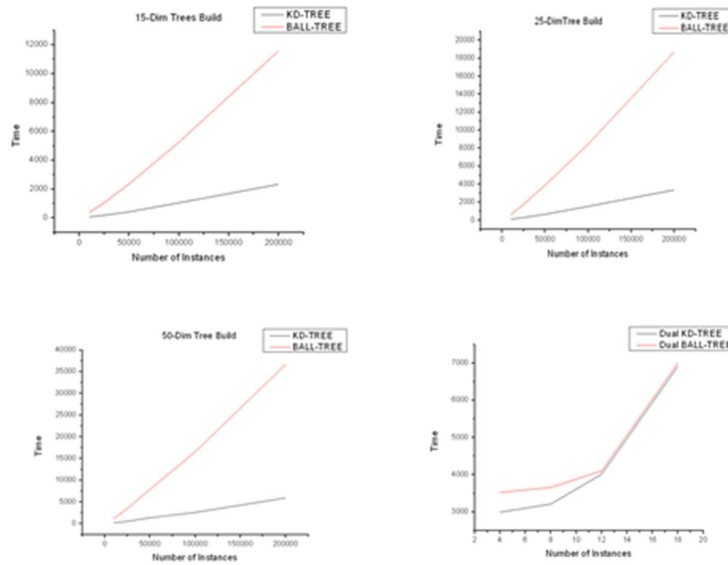 15-Dim Trees Build
KD-TREE
BALL-TREE
12000
10000
8000
6000
4000
2000
0
Time
0 50000 100000 150000 200000
Number of Instances
25-DimTree Build
KD-TREE
BALL-TREE
20000
18000
16000
14000
12000
10000
8000
6000
4000
2000
0
Time
0 50000 100000 150000 200000
Number of Instances
50-Dim Tree Build
KD-TREE
BALL-TREE
40000
35000
30000
25000
20000
15000
10000
5000
0
Time
0 50000 100000 150000 200000
Number of Instances
Dual KD-TREE
Dual BALL-TREE
7000
6000
5000
4000
3000
Time
2 4 6 8 10 12 14 16 18 20
Number of Instances